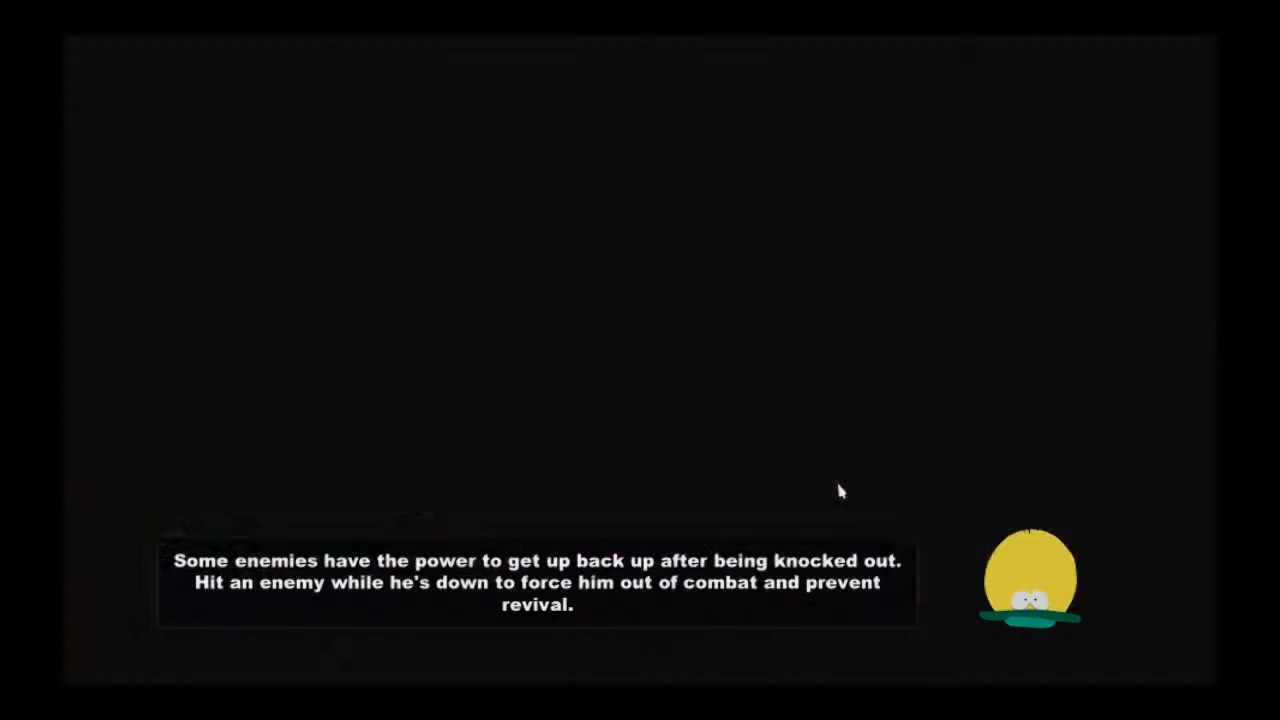 Some enemies have the power to get up back up after being knocked out.
Hit an enemy while he's down to force him out of combat and prevent
revival.